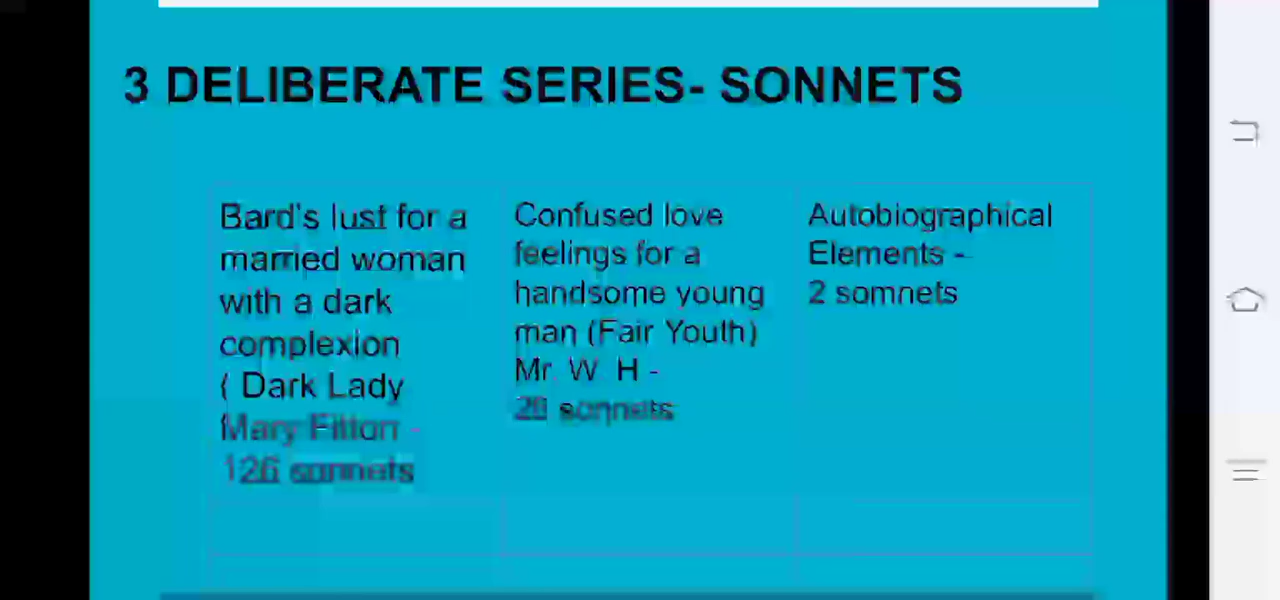 3 DELIBERATE SERIES- SONNETS
Bard's lust for a
married woman
with a dark
complexion
( Dark Lady
Mary Fitton -
126 sonnets
Confused love
feelings for a
handsome young
man (Fair Youth)
Mr. W. H -
28 sonnets
Autobiographical
Elements -
2 somnets